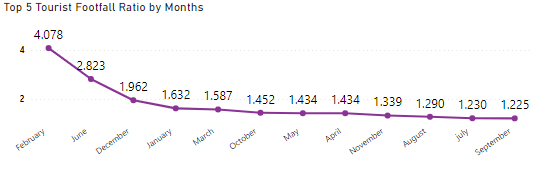 Top 5 Tourist Footfall Ratio by Months
4.078
4
2.823
1.962
1.632
1.587
1.452
1.434
1.434
1.339
1.290
1.230
1.225
2
February
June
December
January
March
October
May
April
November
August
July
September